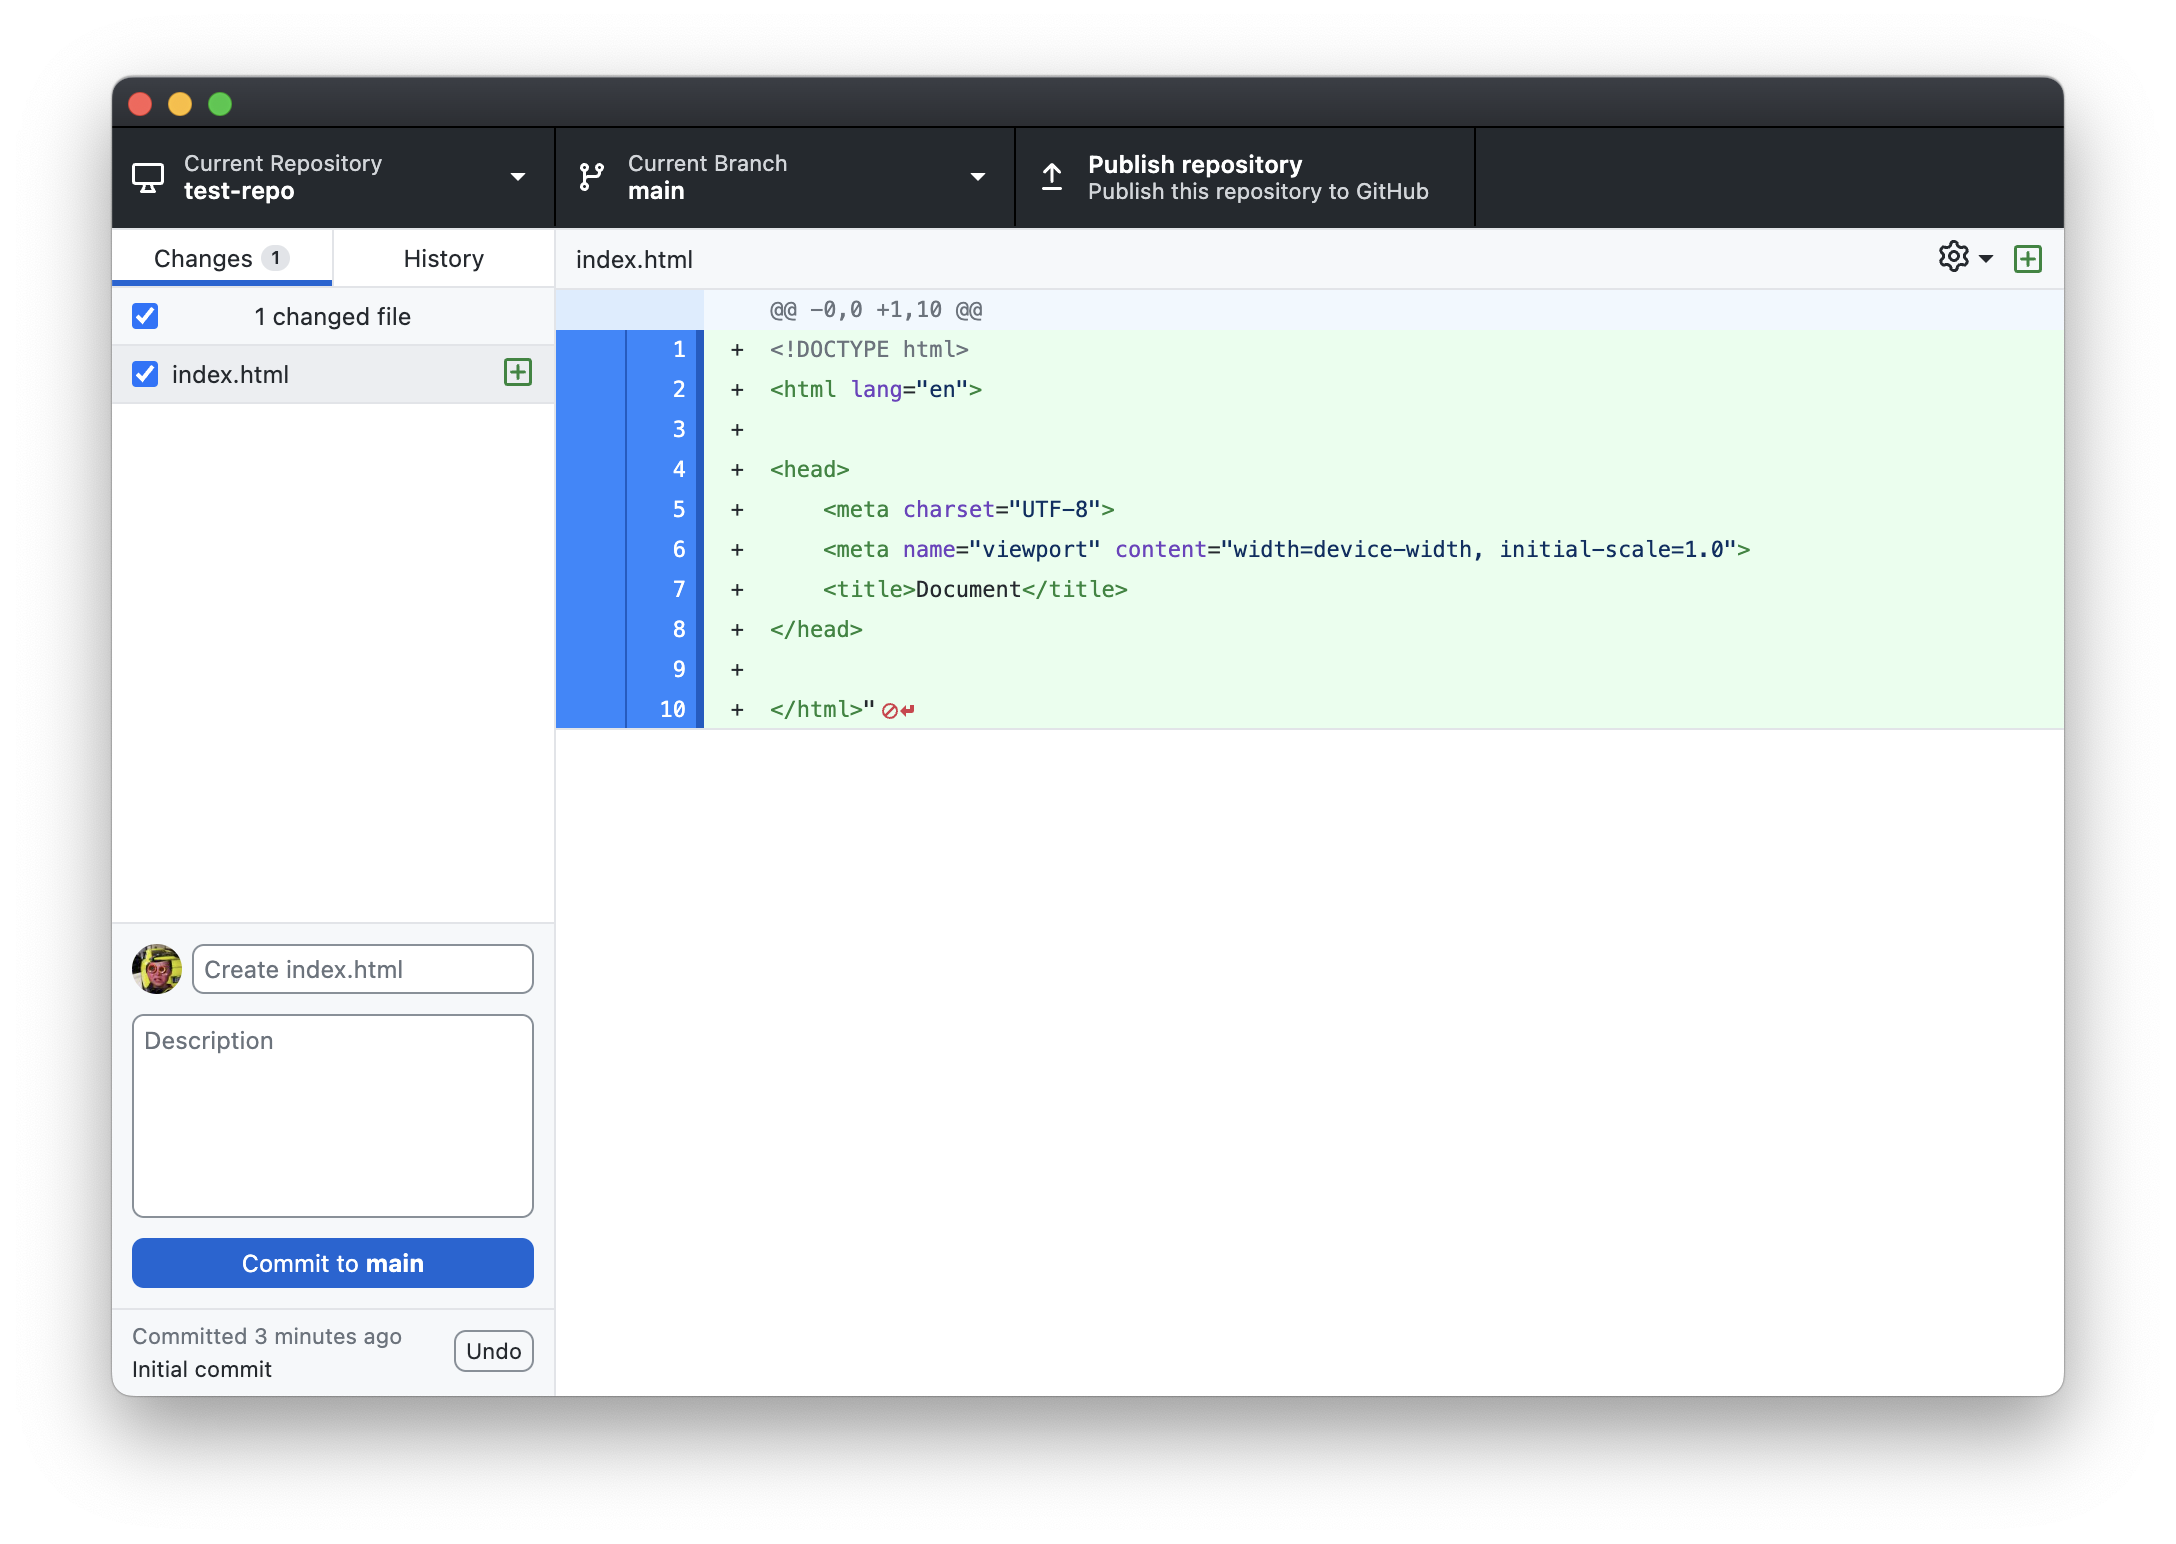 Current Repository
test-repo
Current Branch
main
Publish repository
Publish this repository to GitHub
Changes 1
History
1 changed file
index.html
index.html
@@ -0,0 +1,10 @@
1 + <!DOCTYPE html>
2 + <html lang="en">
3 +
4 + <head>
5 +     <meta charset="UTF-8">
6 +     <meta name="viewport" content="width=device-width, initial-scale=1.0">
7 +     <title>Document</title>
8 + </head>
9 +
10 + </html>"
Create index.html
Description
Commit to main
Committed 3 minutes ago
Initial commit
Undo